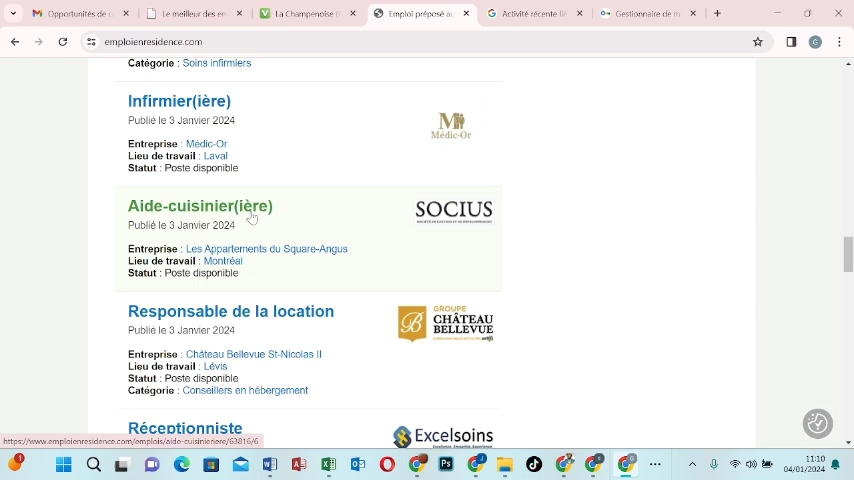 Opportunités de c
Le meilleur des em
La Champenoise (
Emploi préposé au
Activité récente li
Gestionnaire de m
emploienresidence.com
G
Catégorie : Soins infirmiers
Infirmier(ière)
Publié le 3 Janvier 2024
Médic-Or
Entreprise : Médic-Or
Lieu de travail : Laval
Statut : Poste disponible
Aide-cuisinier(ière)
SOCIUS
Publié le 3 Janvier 2024
Entreprise : Les Appartements du Square-Angus
Lieu de travail : Montréal
Statut : Poste disponible
Responsable de la location
GROUPE
CHÂTEAU
BELLEVUE
Publié le 3 Janvier 2024
Entreprise : Château Bellevue St-Nicolas II
Lieu de travail : Lévis
Statut : Poste disponible
Catégorie : Conseillers en hébergement
Réceptionniste
Excelsoins
https://www.emploienresidence.com/emplois/aide-cuisinieriere/63816/6
11:10
04/01/2024